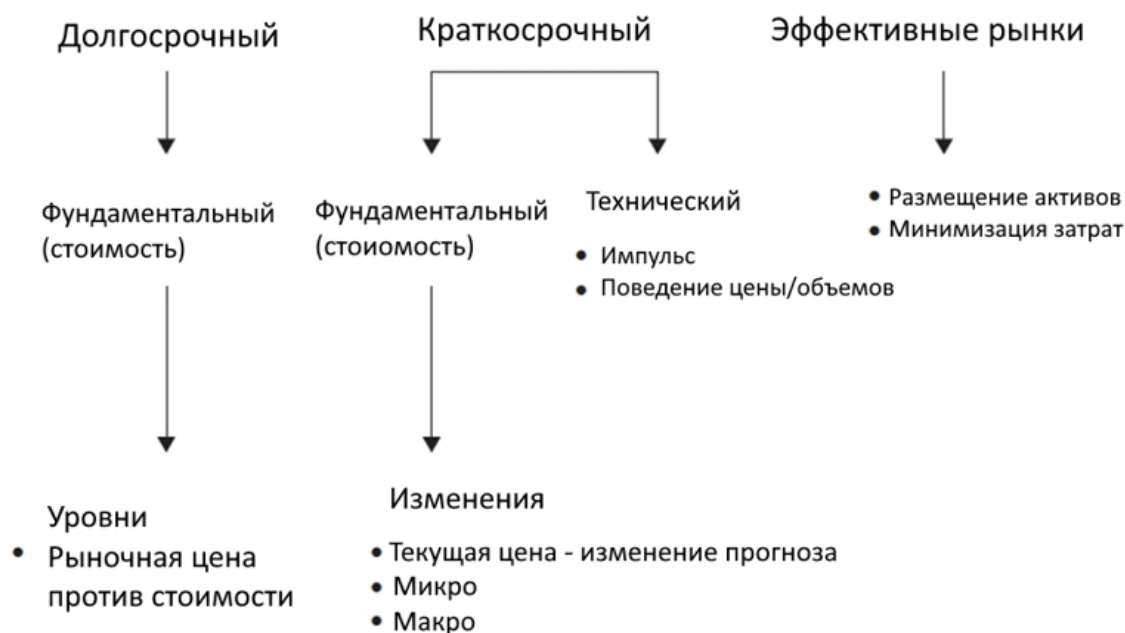 Долгосрочный
Краткосрочный
Эффективные рынки
Фундаментальный
(стоимость)
Фундаментальный
(стоиомость)
Технический
• Импульс
• Поведение цены/объемов
• Размещение активов
• Минимизация затрат
Уровни
• Рыночная цена
против стоимости
Изменения
• Текущая цена - изменение прогноза
• Микро
• Макро